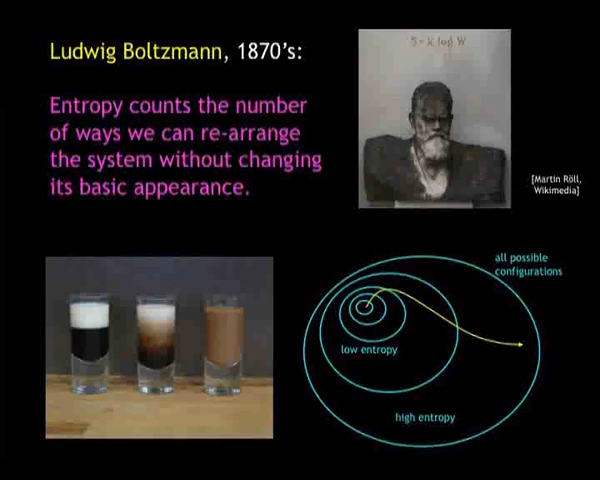 Ludwig Boltzmann, 1870's:
Entropy counts the number
of ways we can re-arrange
the system without changing
its basic appearance.
S = k log W
[Martin Röll,
Wikimedia]
all possible
configurations
low entropy
high entropy